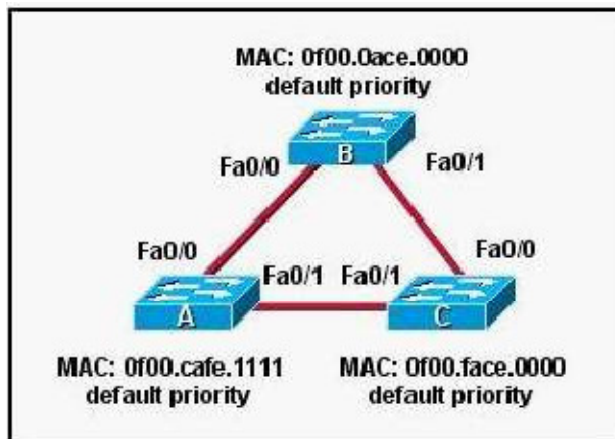 MAC: 0f00.0ace.0000
default priority
B
Fa0/0
Fa0/1
Fa0/0
Fa0/0
Fa0/1 Fa0/1
A
C
MAC: 0f00.cafe.1111
default priority
MAC: 0f00.face.0000
default priority